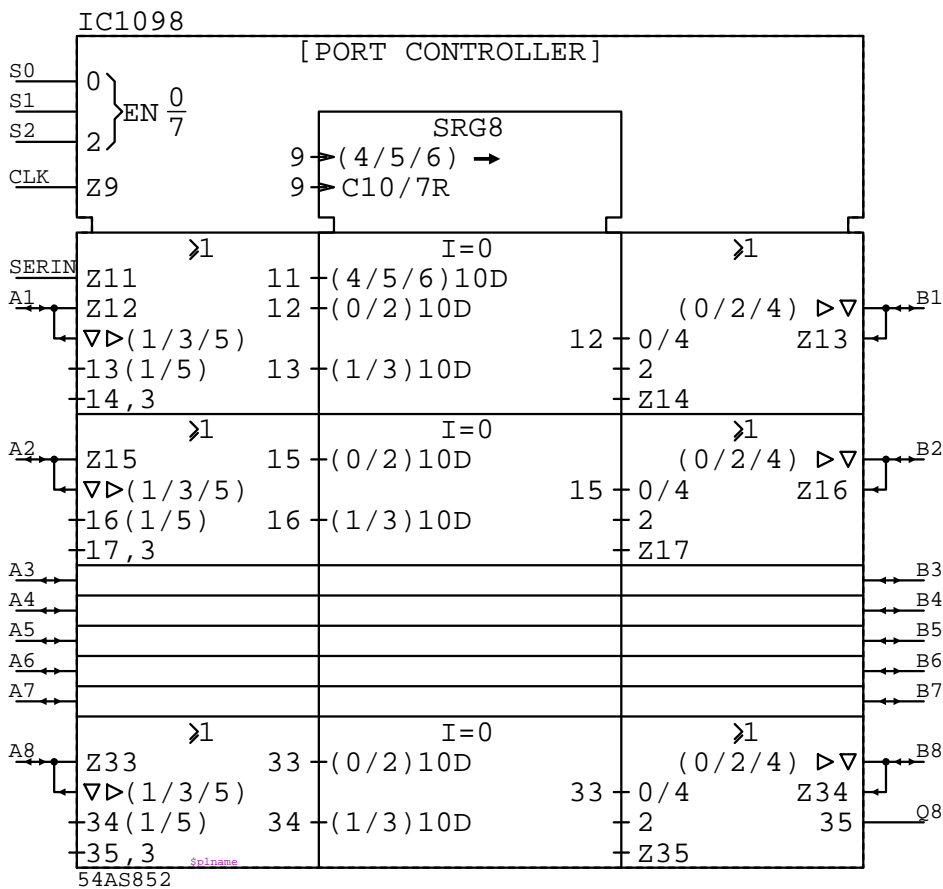 IC1098
[PORT CONTROLLER]
S0 0
S1 EN 0/7
S2 2
CLK Z9
SRG8
9 (4/5/6)
9 C10/7R
≥1 I=0 ≥1
SERIN Z11 11 (4/5/6)10D
A1 Z12 12 (0/2)10D (0/2/4) B1
(1/3/5) 12 0/4 Z13
13(1/5) 13 (1/3)10D 2
14,3 Z14
≥1 I=0 ≥1
A2 Z15 15 (0/2)10D (0/2/4) B2
(1/3/5) 15 0/4 Z16
16(1/5) 16 (1/3)10D 2
17,3 Z17
A3 B3
A4 B4
A5 B5
A6 B6
A7 B7
≥1 I=0 ≥1
A8 Z33 33 (0/2)10D (0/2/4) B8
(1/3/5) 33 0/4 Z34
34(1/5) 34 (1/3)10D 2 35 Q8
35,3 $plname Z35
54AS852